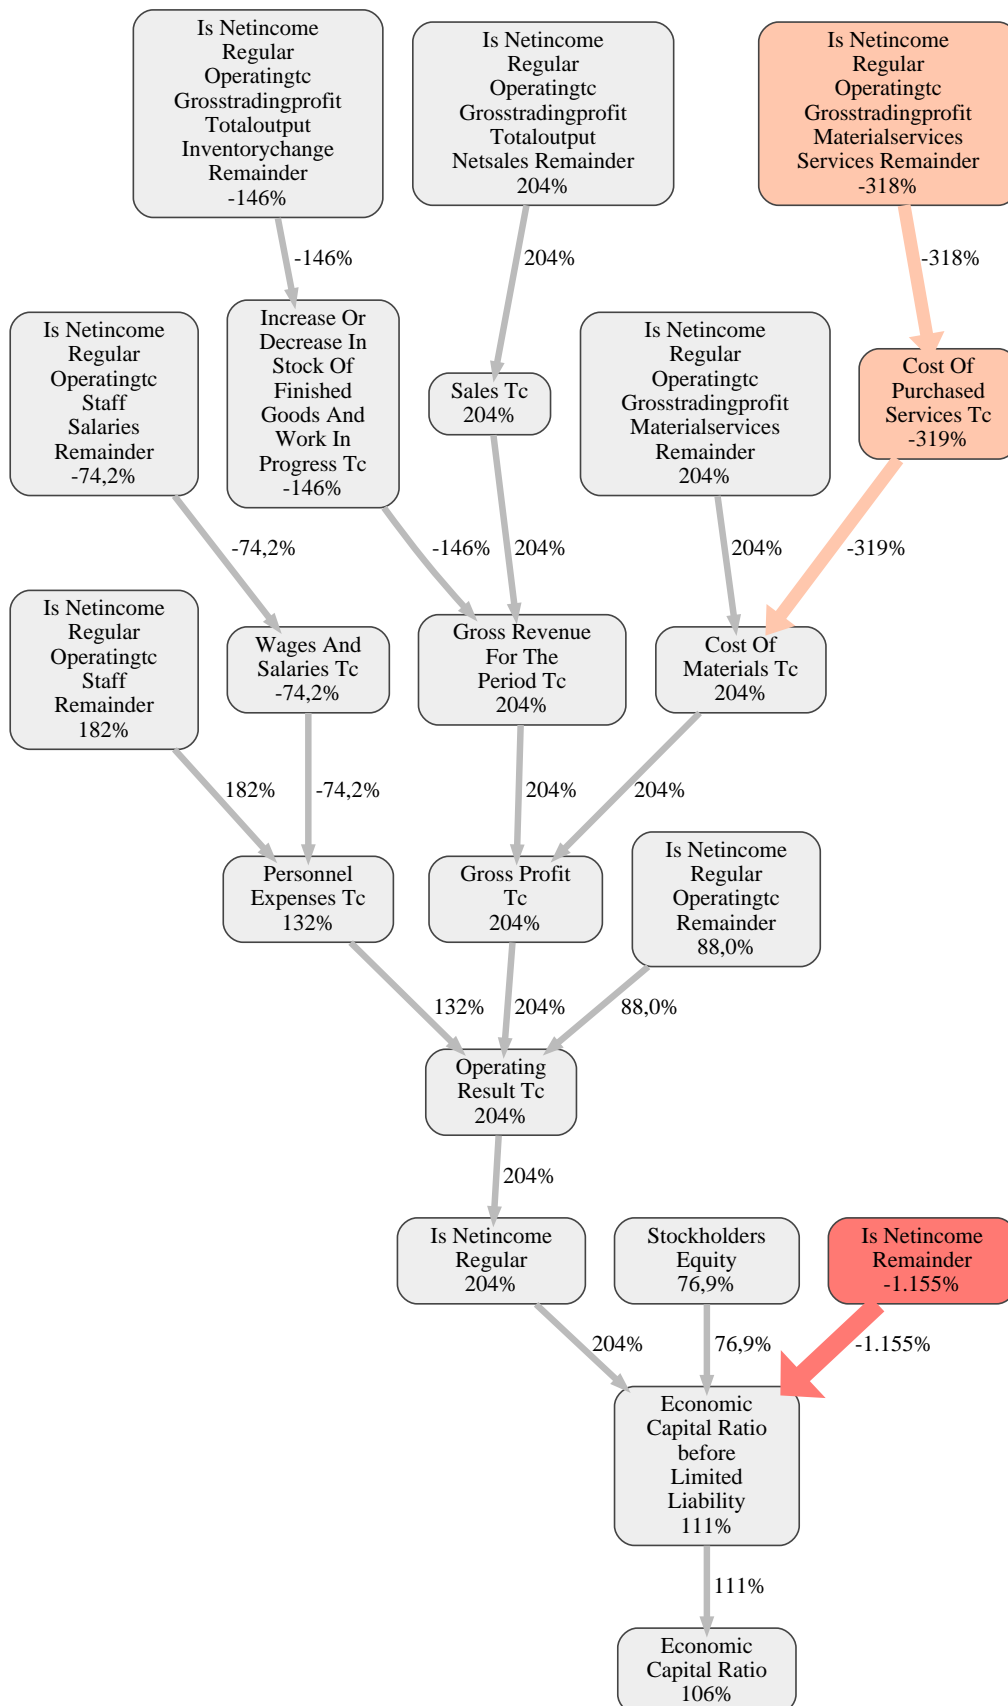 Is Netincome
Regular
Operatingtc
Grosstradingprofit
Totaloutput
Inventorychange
Remainder
-146%
Is Netincome
Regular
Operatingtc
Grosstradingprofit
Totaloutput
Netsales Remainder
204%
Is Netincome
Regular
Operatingtc
Grosstradingprofit
Materialservices
Services Remainder
-318%
-146%
204%
-318%
Is Netincome
Regular
Operatingtc
Staff
Salaries
Remainder
-74,2%
Increase Or
Decrease In
Stock Of
Finished
Goods And
Work In
Progress Tc
-146%
Sales Tc
204%
Is Netincome
Regular
Operatingtc
Grosstradingprofit
Materialservices
Remainder
204%
Cost Of
Purchased
Services Tc
-319%
-74,2%
-146%
204%
204%
-319%
Is Netincome
Regular
Operatingtc
Staff
Remainder
182%
Wages And
Salaries Tc
-74,2%
Gross Revenue
For The
Period Tc
204%
Cost Of
Materials Tc
204%
182%
-74,2%
204%
204%
Personnel
Expenses Tc
132%
Gross Profit
Tc
204%
Is Netincome
Regular
Operatingtc
Remainder
88,0%
132%
204%
88,0%
Operating
Result Tc
204%
204%
Is Netincome
Regular
204%
Stockholders
Equity
76,9%
Is Netincome
Remainder
-1.155%
204%
76,9%
-1.155%
Economic
Capital Ratio
before
Limited
Liability
111%
111%
Economic
Capital Ratio
106%